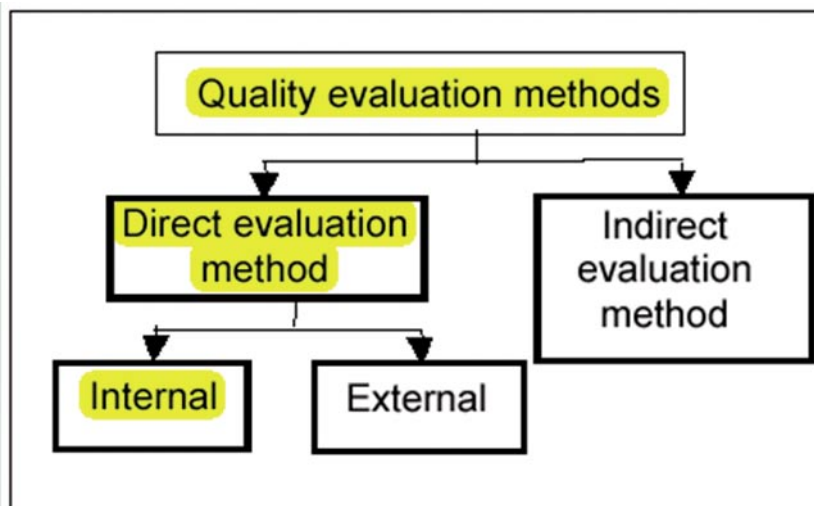 Quality evaluation methods
Direct evaluation
method
Indirect
evaluation
method
Internal
External